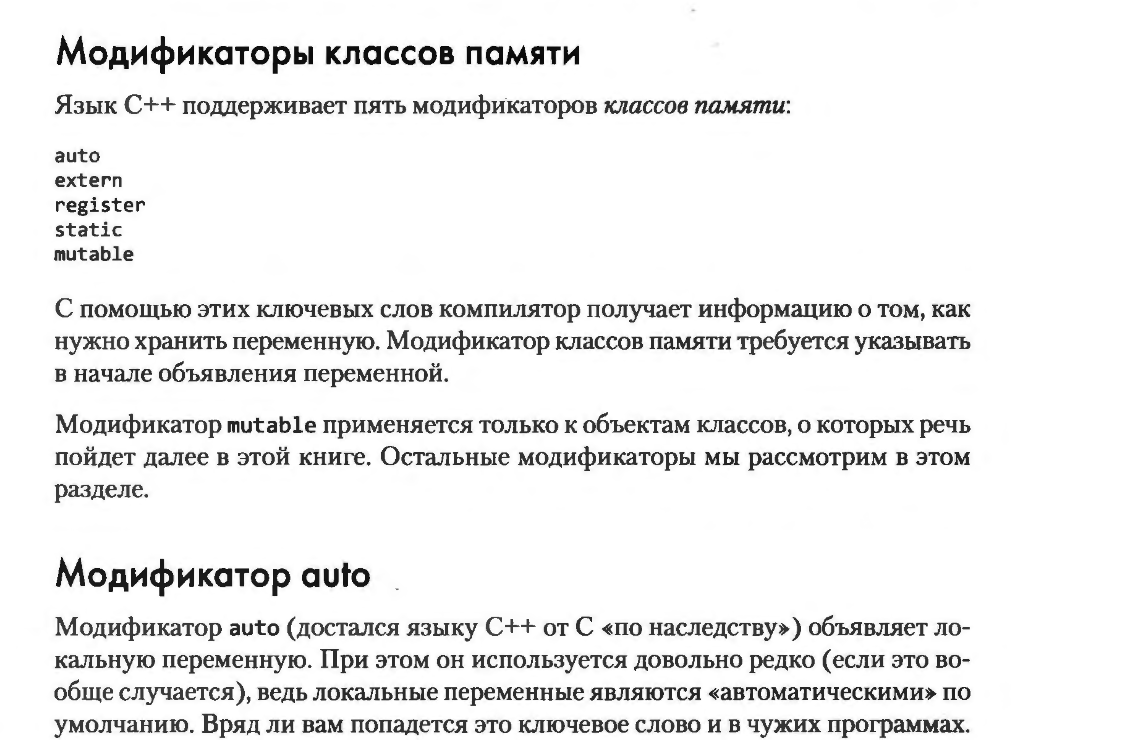 Модификаторы классов памяти
Язык C++ поддерживает пять модификаторов классов памяти:
auto
extern
register
static
mutable
С помощью этих ключевых слов компилятор получает информацию о том, как
нужно хранить переменную. Модификатор классов памяти требуется указывать
в начале объявления переменной.
Модификатор mutable применяется только к объектам классов, о которых речь
пойдет далее в этой книге. Остальные модификаторы мы рассмотрим в этом
разделе.
Модификатор auto
Модификатор auto (достался языку C++ от C «по наследству») объявляет ло-
кальную переменную. При этом он используется довольно редко (если это во-
обще случается), ведь локальные переменные являются «автоматическими» по
умолчанию. Вряд ли вам попадется это ключевое слово и в чужих программах.